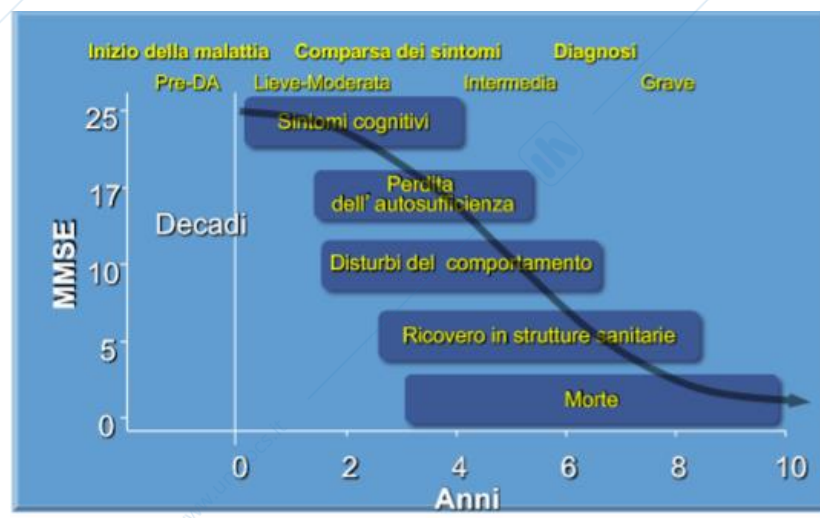 Inizio della malattia Comparsa dei sintomi Diagnosi
Pre-DA Lieve-Moderata Intermedia Grave
25
Sintomi cognitivi
17
Perdita
dell' autosufficienza
Decadi
MMSE
10
Disturbi del comportamento
5
Ricovero in strutture sanitarie
Morte
0
0 2 4 6 8 10
Anni